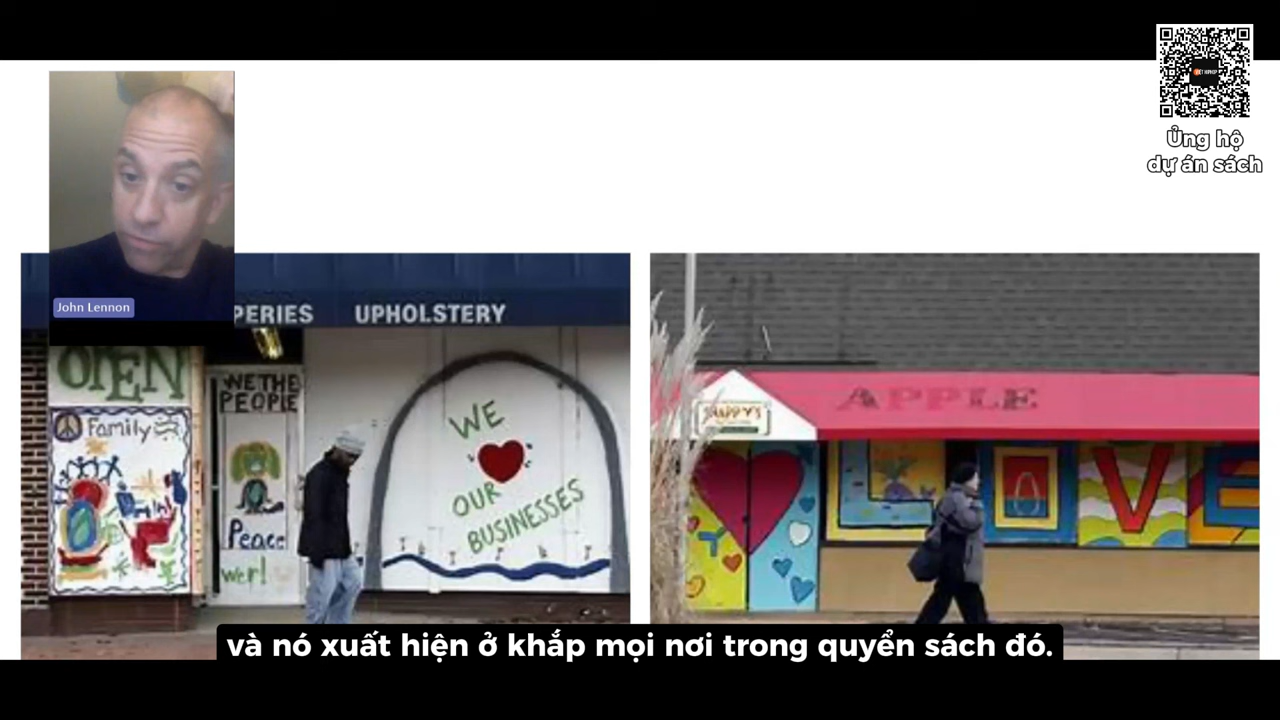 Ủng hộ
dự án sách
John Lennon
PERIES UPHOLSTERY
OPEN
WE THE
PEOPLE
Family
Peace
wer!
WE
OUR
BUSINESSES
APPLE
LOVE
và nó xuất hiện ở khắp mọi nơi trong quyển sách đó.